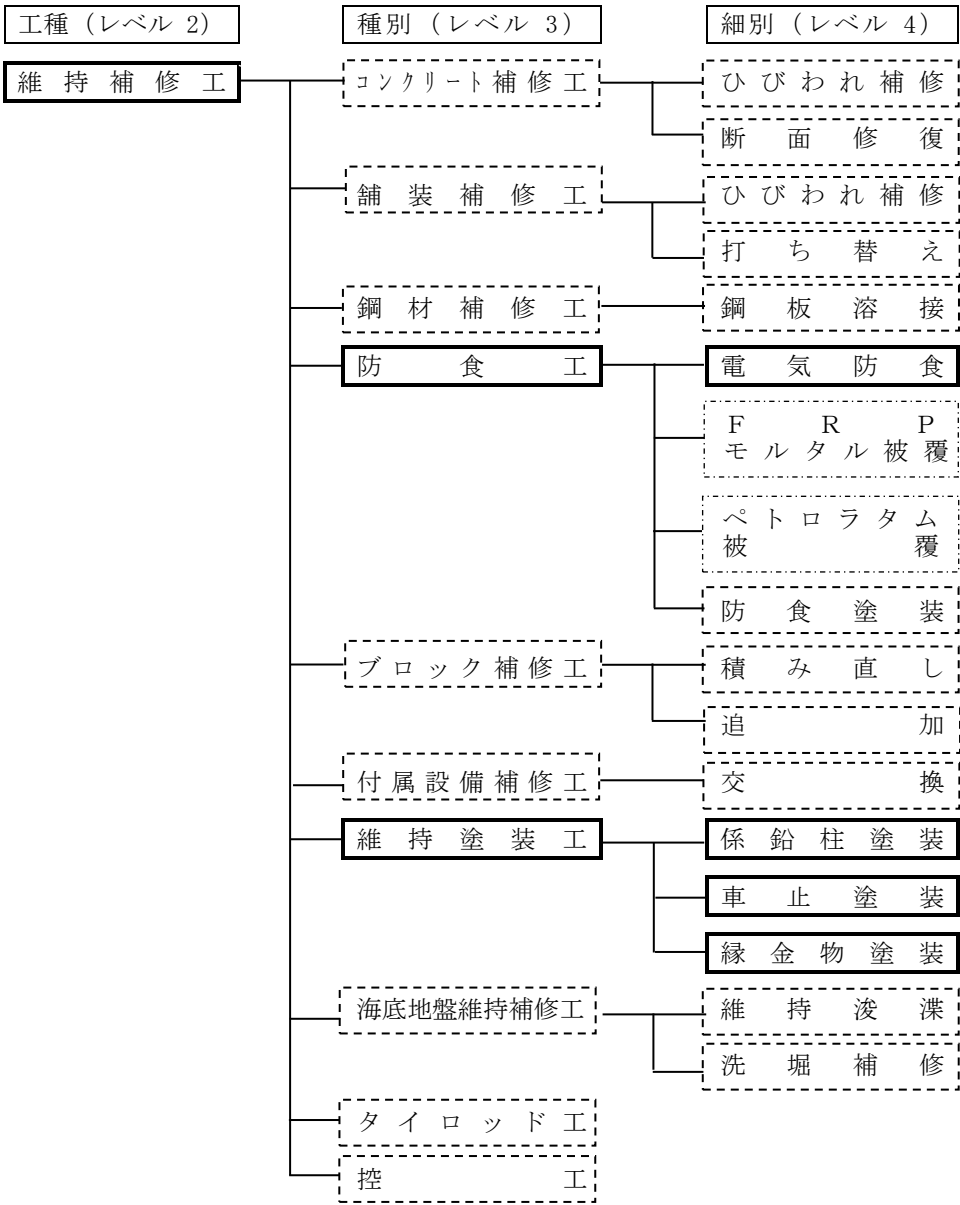 工種（レベル 2）
種別（レベル 3）
細別（レベル 4）
維持補修工
コンクリート補修工
ひびわれ補修
断面修復
舗装補修工
ひびわれ補修
打ち替え
鋼材補修工
鋼板溶接
防食工
電気防食
FRP
モルタル被覆
ペトロラタム
被覆
防食塗装
ブロック補修工
積み直し
追加
付属設備補修工
交換
維持塗装工
係鉛柱塗装
車止塗装
縁金物塗装
海底地盤維持補修工
維持浚渫
洗堀補修
タイロッド工
控工